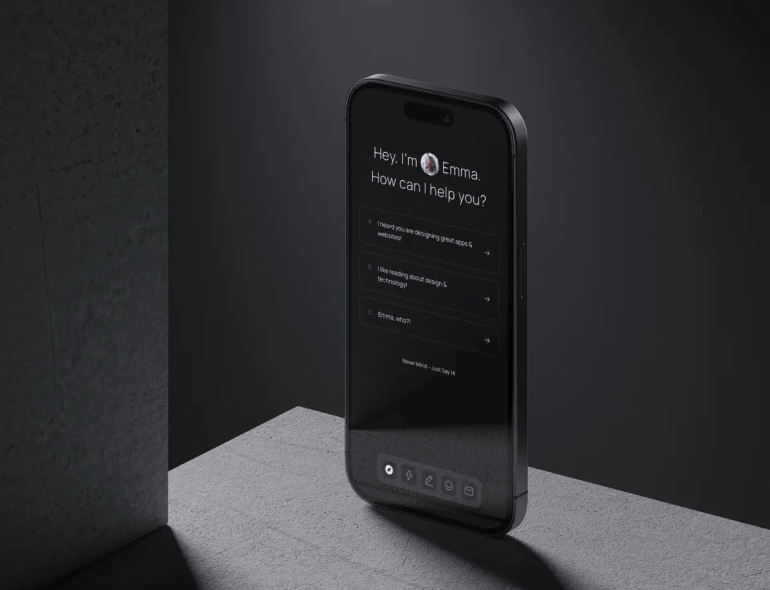 Hey, I'm Emma.
How can I help you?
A
I heard you are designing great apps &
websites!
B
I like reading about design &
technology!
C
Emma, who?!
Never Mind - Just Say Hi